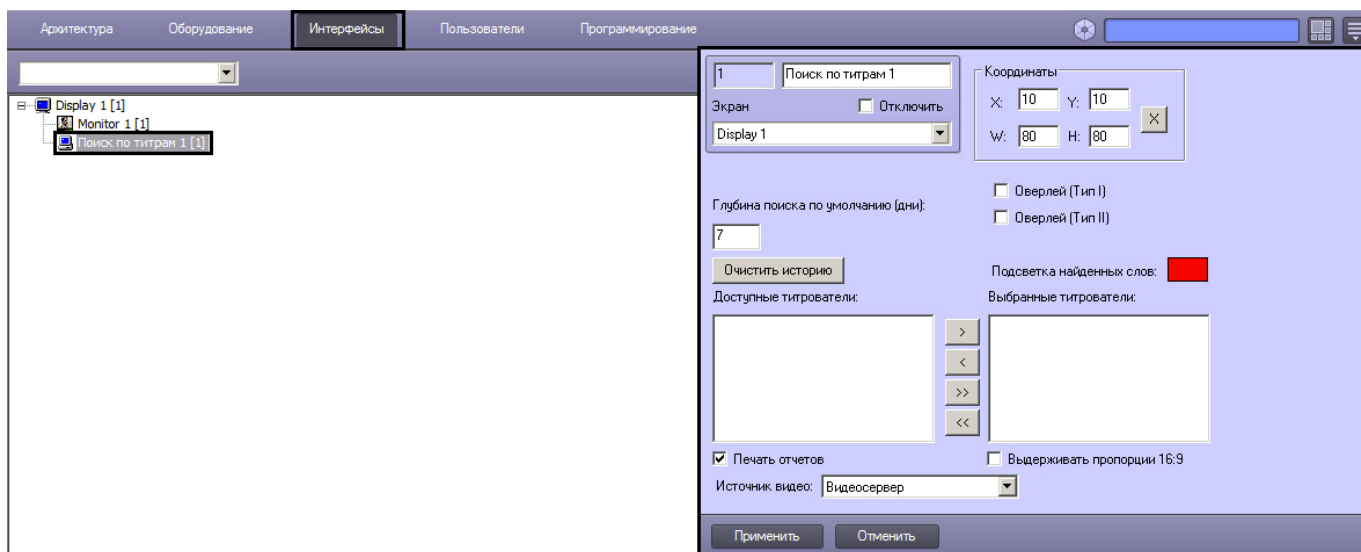 Архитектура Оборудование Интерфейсы Пользователи Программирование
Display 1 [1]
Monitor 1 [1]
Поиск по титрам 1 [1]
1 Поиск по титрам 1
Экран Отключить
Display 1
Координаты
X: 10 Y: 10
X
W: 80 H: 80
Оверлей (Тип I)
Оверлей (Тип II)
Глубина поиска по умолчанию (дни):
7
Очистить историю Подсветка найденных слов:
Доступные титрователи: Выбранные титрователи:
>
<
>>
<<
Печать отчетов Выдерживать пропорции 16:9
Источник видео: Видеосервер
Применить Отменить